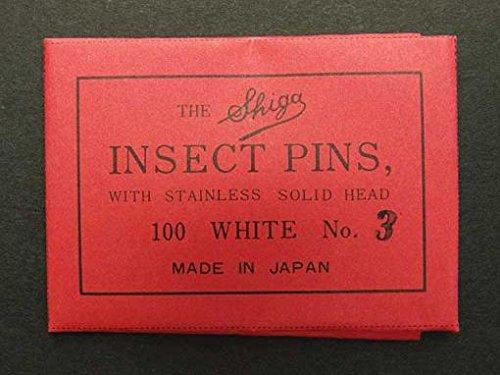 THE Shiga
INSECT PINS,
WITH STAINLESS SOLID HEAD
100 WHITE No. 3
MADE IN JAPAN